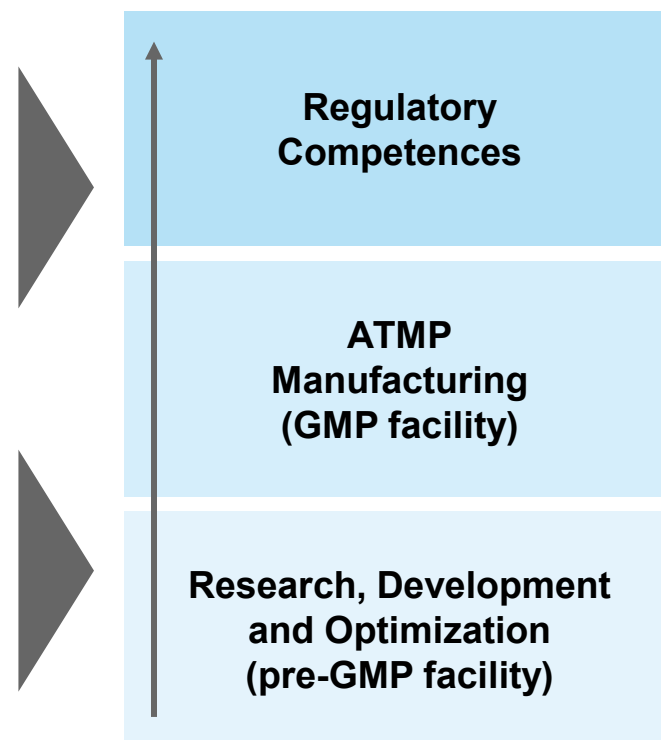 Regulatory
Competences
ATMP
Manufacturing
(GMP facility)
Research, Development
and Optimization
(pre-GMP facility)